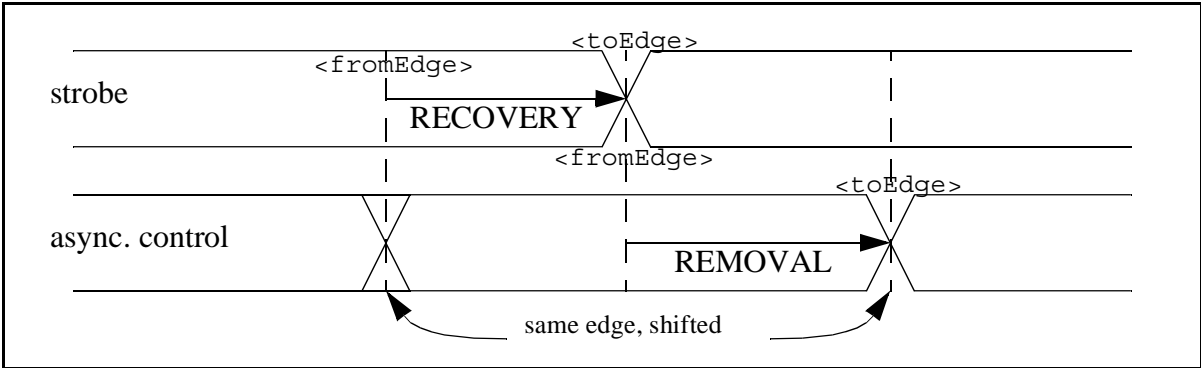 <toEdge>
<fromEdge>
strobe
RECOVERY
<fromEdge>
<toEdge>
async. control
REMOVAL
same edge, shifted